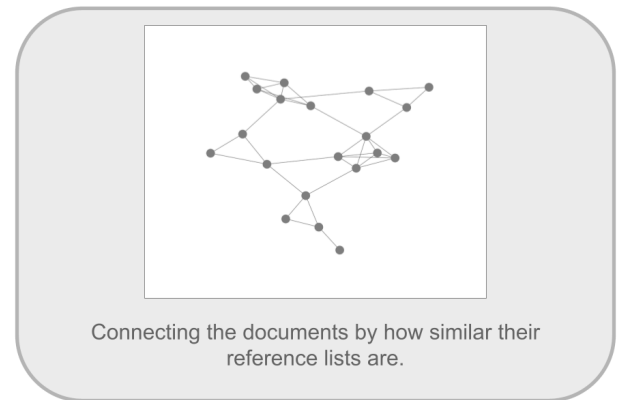 Connecting the documents by how similar their
reference lists are.